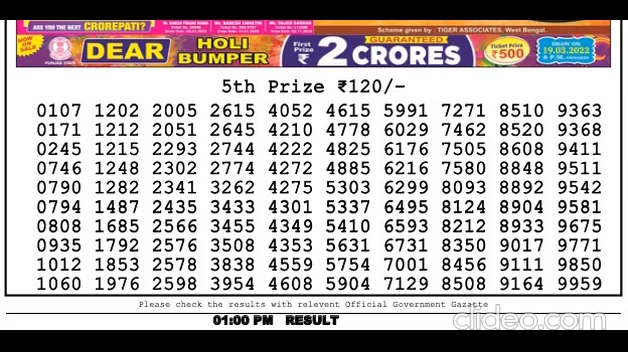 ARE YOU THE NEXT CROREPATI?
Scheme given by : TIGER ASSOCIATES, West Bengal.
NOW ON SALE
PUNJAB STATE
DEAR HOLI BUMPER
First Prize ₹ 2 CRORES
GUARANTEED
Ticket Price ₹500
DRAW ON
19.03.2022
6 P.M. ONWARDS
5th Prize ₹120/-
0107 1202 2005 2615 4052 4615 5991 7271 8510 9363
0171 1212 2051 2645 4210 4778 6029 7462 8520 9368
0245 1215 2293 2744 4222 4825 6176 7505 8608 9411
0746 1248 2302 2774 4272 4885 6216 7580 8848 9511
0790 1282 2341 3262 4275 5303 6299 8093 8892 9542
0794 1487 2435 3433 4301 5337 6495 8124 8904 9581
0808 1685 2566 3455 4349 5410 6593 8212 8933 9675
0935 1792 2576 3508 4353 5631 6731 8350 9017 9771
1012 1853 2578 3838 4559 5754 7001 8456 9111 9850
1060 1976 2598 3954 4608 5904 7129 8508 9164 9959
Please check the results with relevent Official Government Gazatte
01:00 PM RESULT
clideo.com